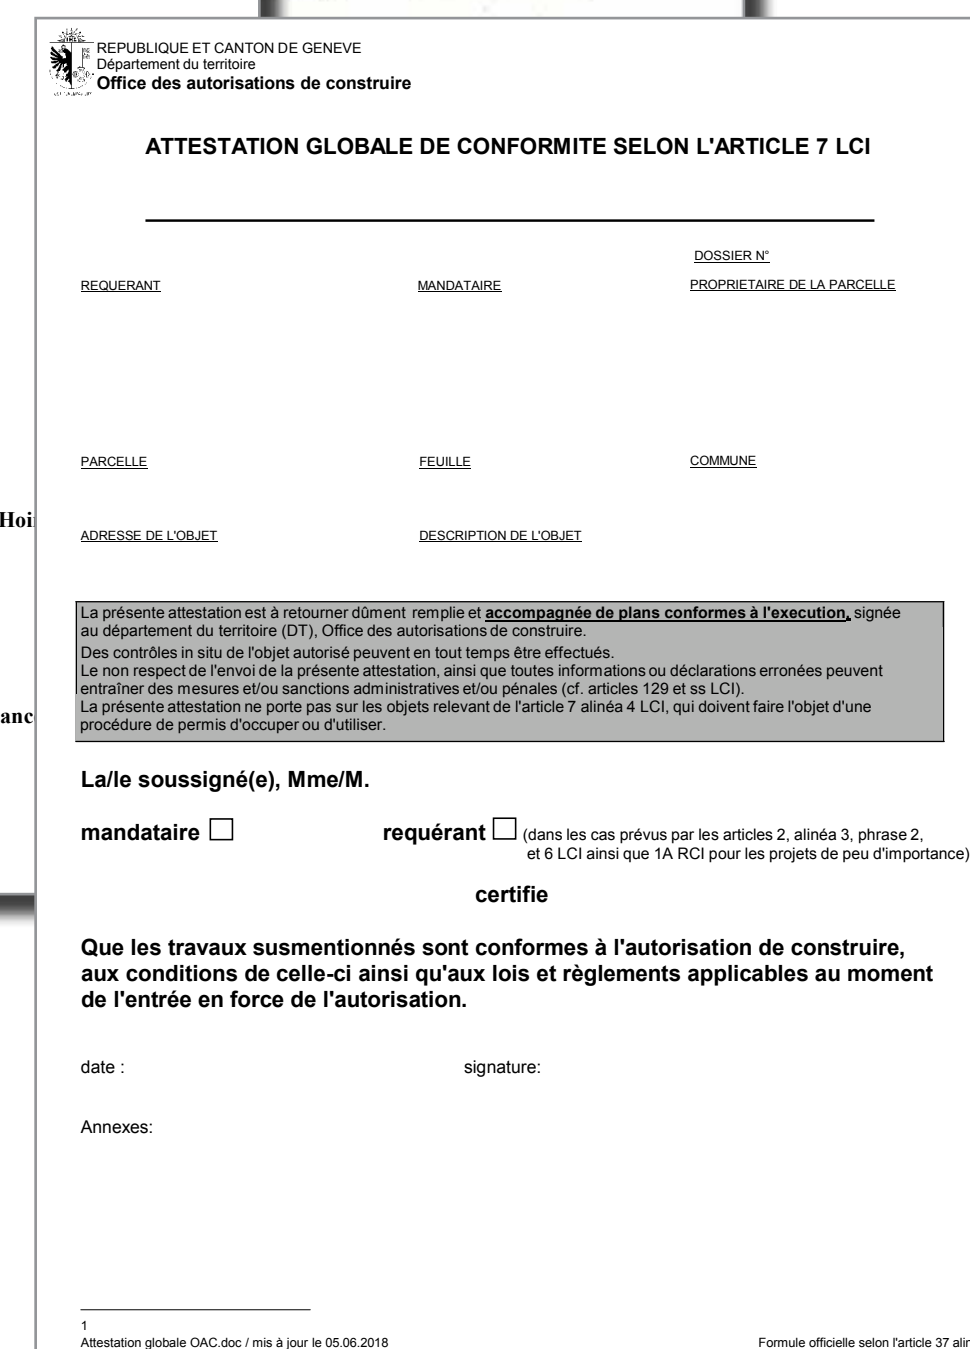 REPUBLIQUE ET CANTON DE GENEVE
Département du territoire
Office des autorisations de construire
ATTESTATION GLOBALE DE CONFORMITE SELON L'ARTICLE 7 LCI
DOSSIER N°
REQUERANT MANDATAIRE PROPRIETAIRE DE LA PARCELLE
PARCELLE FEUILLE COMMUNE
Hoi
ADRESSE DE L'OBJET DESCRIPTION DE L'OBJET
La présente attestation est à retourner dûment remplie et accompagnée de plans conformes à l'execution, signée
au département du territoire (DT), Office des autorisations de construire.
Des contrôles in situ de l'objet autorisé peuvent en tout temps être effectués.
Le non respect de l'envoi de la présente attestation, ainsi que toutes informations ou déclarations erronées peuvent
entraîner des mesures et/ou sanctions administratives et/ou pénales (cf. articles 129 et ss LCI).
La présente attestation ne porte pas sur les objets relevant de l'article 7 alinéa 4 LCI, qui doivent faire l'objet d'une
anc
procédure de permis d'occuper ou d'utiliser.
La/le soussigné(e), Mme/M.
mandataire ☐ requérant ☐ (dans les cas prévus par les articles 2, alinéa 3, phrase 2,
et 6 LCI ainsi que 1A RCI pour les projets de peu d'importance)
certifie
Que les travaux susmentionnés sont conformes à l'autorisation de construire,
aux conditions de celle-ci ainsi qu'aux lois et règlements applicables au moment
de l'entrée en force de l'autorisation.
date : signature:
Annexes:
1
Attestation globale OAC.doc / mis à jour le 05.06.2018 Formule officielle selon l'article 37 alin